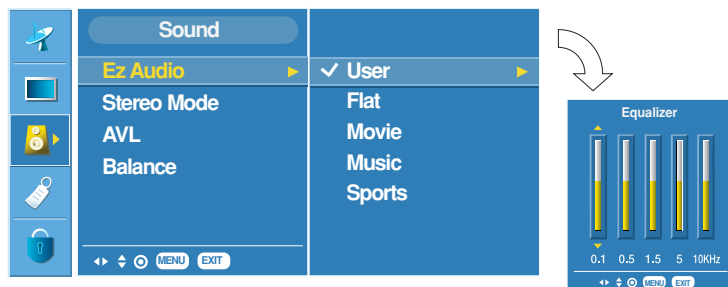 Sound
Ez Audio
Stereo Mode
AVL
Balance
MENU EXIT
User
Flat
Movie
Music
Sports
Equalizer
0.1 0.5 1.5 5 10KHz
MENU EXIT